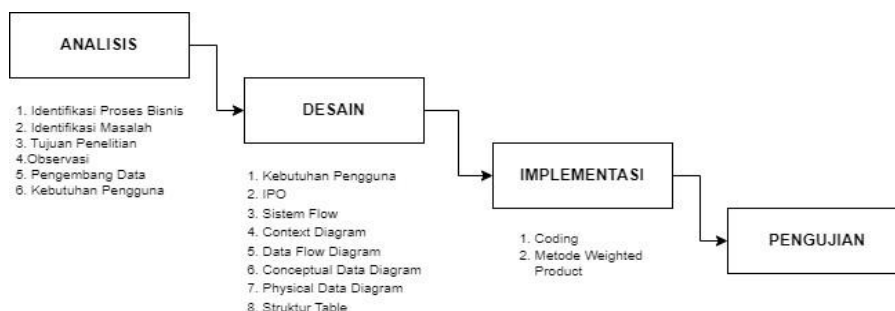 ANALISIS
1. Identifikasi Proses Bisnis
2. Identifikasi Masalah
3. Tujuan Penelitian
4.Observasi
5. Pengembang Data
6. Kebutuhan Pengguna
DESAIN
1. Kebutuhan Pengguna
2. IPO
3. Sistem Flow
4. Context Diagram
5. Data Flow Diagram
6. Conceptual Data Diagram
7. Physical Data Diagram
8. Struktur Table
IMPLEMENTASI
1. Coding
2. Metode Weighted
Product
PENGUJIAN